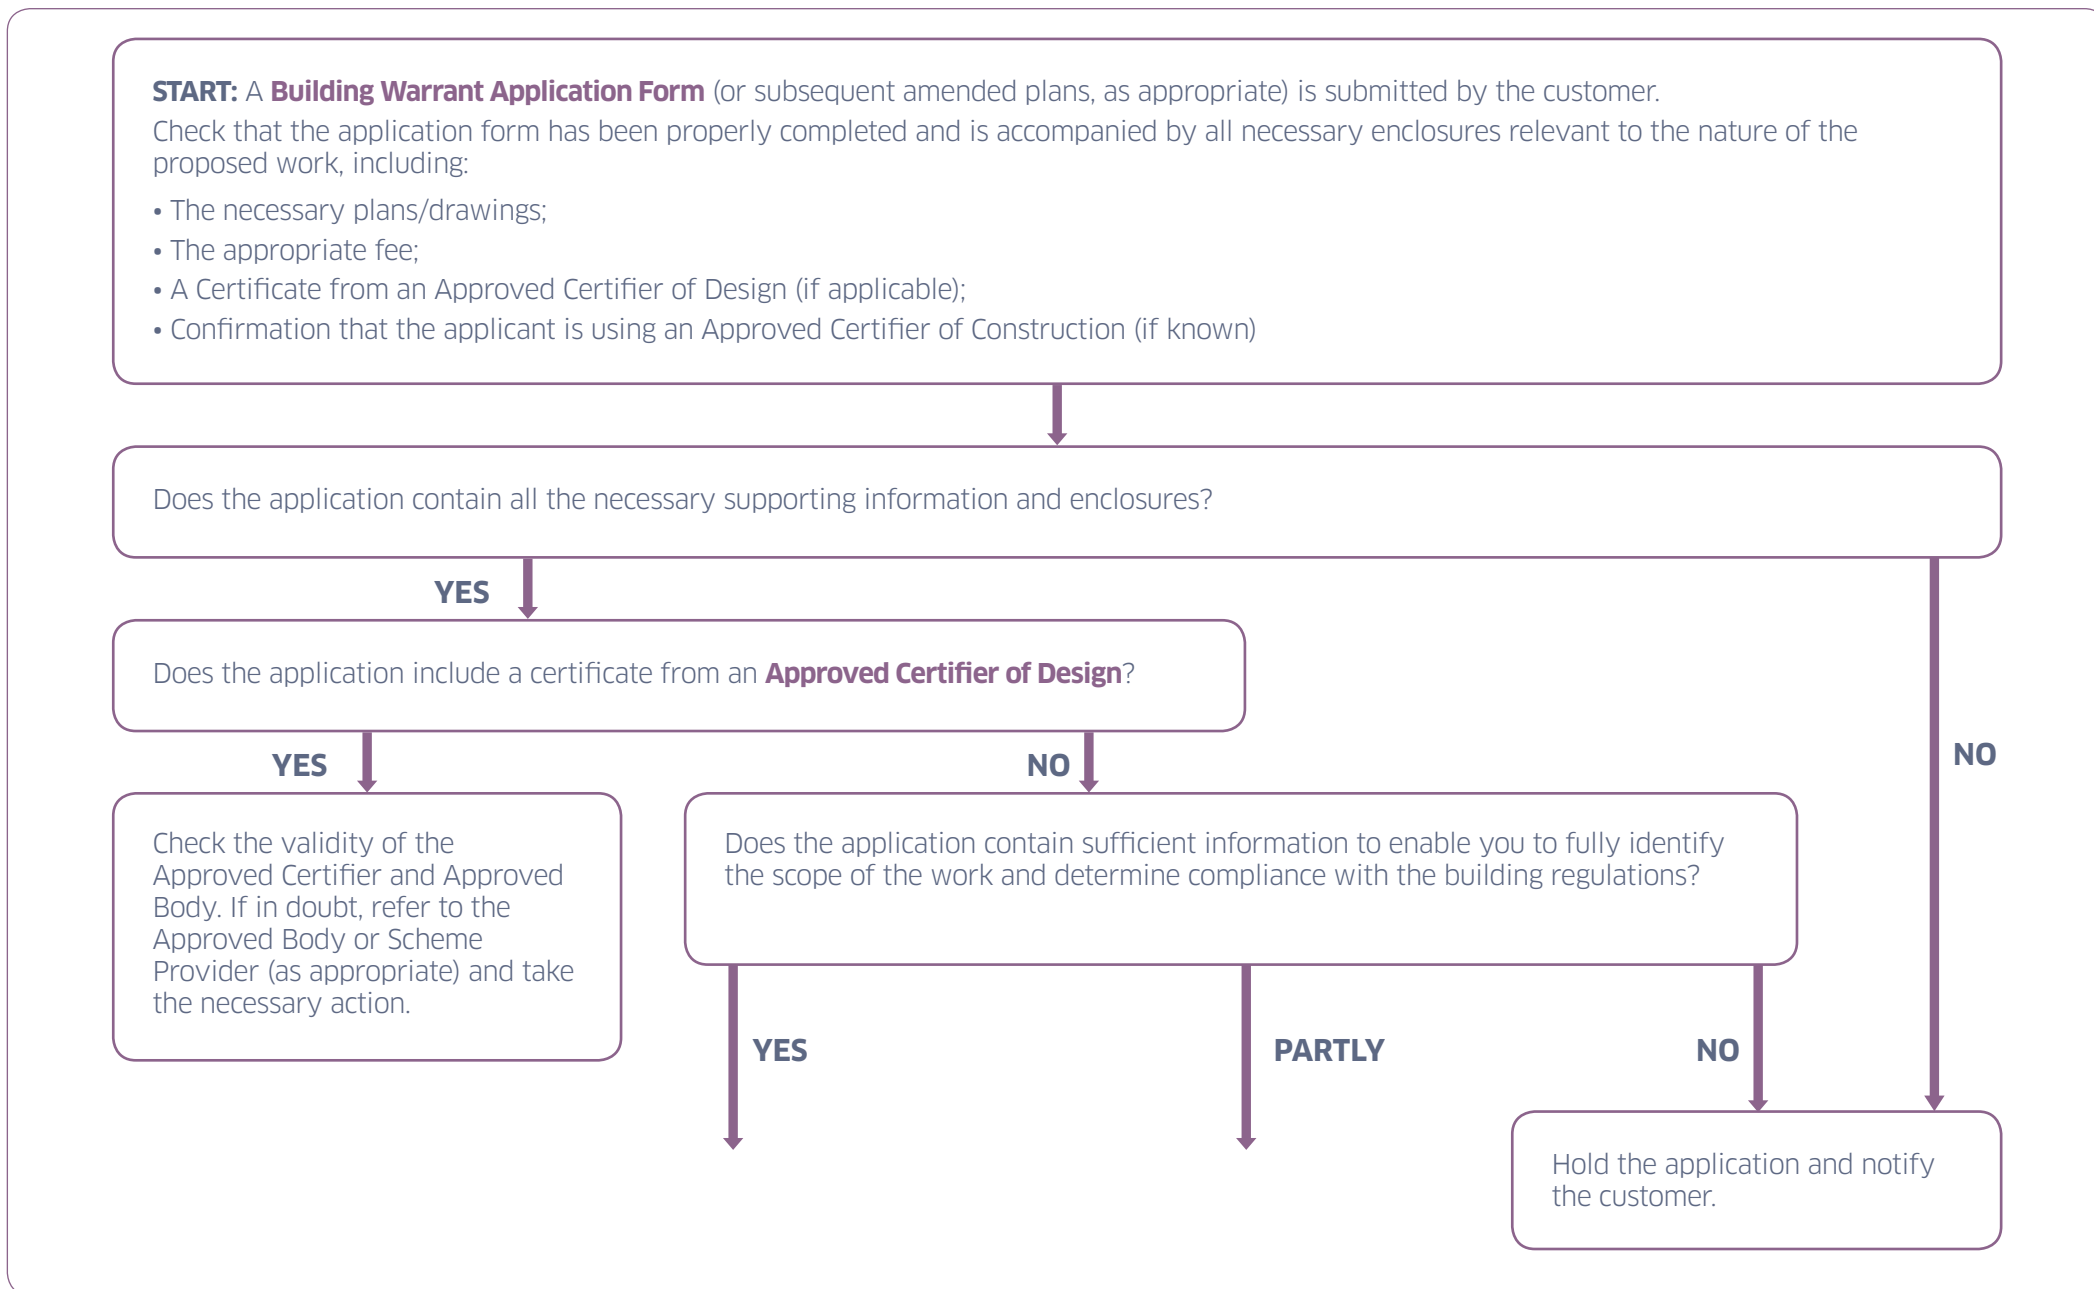 START: A Building Warrant Application Form (or subsequent amended plans, as appropriate) is submitted by the customer.
Check that the application form has been properly completed and is accompanied by all necessary enclosures relevant to the nature of the
proposed work, including:
• The necessary plans/drawings;
• The appropriate fee;
• A Certificate from an Approved Certifier of Design (if applicable);
• Confirmation that the applicant is using an Approved Certifier of Construction (if known)
Does the application contain all the necessary supporting information and enclosures?
YES
Does the application include a certificate from an Approved Certifier of Design?
YES
NO
NO
Check the validity of the
Approved Certifier and Approved
Body. If in doubt, refer to the
Approved Body or Scheme
Provider (as appropriate) and take
the necessary action.
Does the application contain sufficient information to enable you to fully identify
the scope of the work and determine compliance with the building regulations?
YES
PARTLY
NO
Hold the application and notify
the customer.